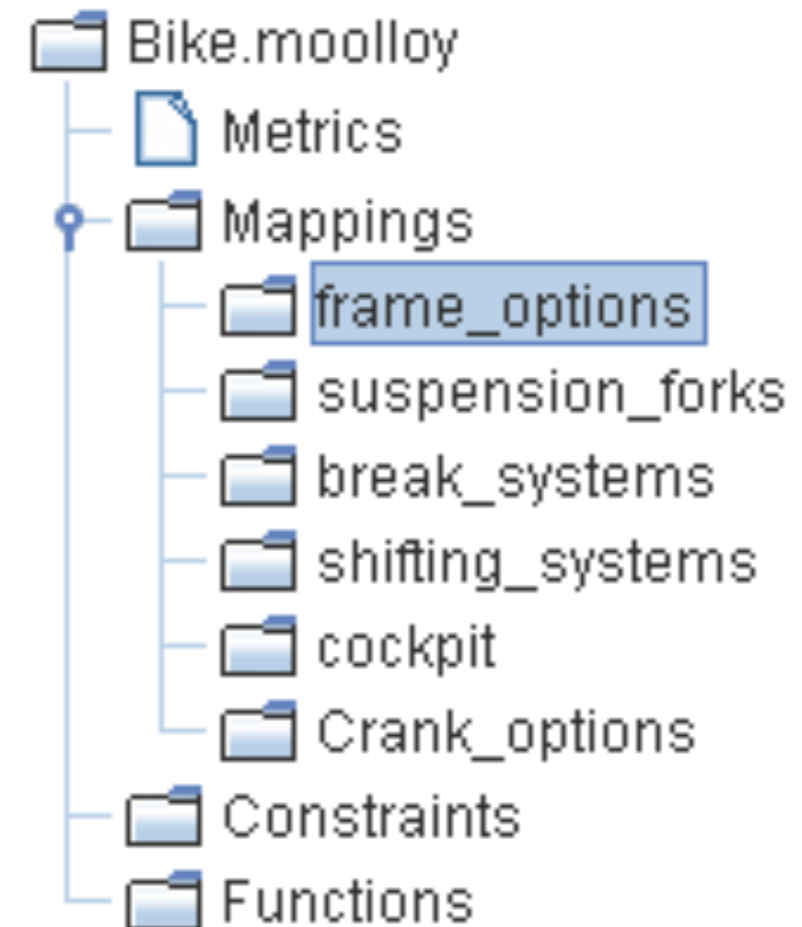 Bike.moolloy
Metrics
Mappings
frame_options
suspension_forks
break_systems
shifting_systems
cockpit
Crank_options
Constraints
Functions